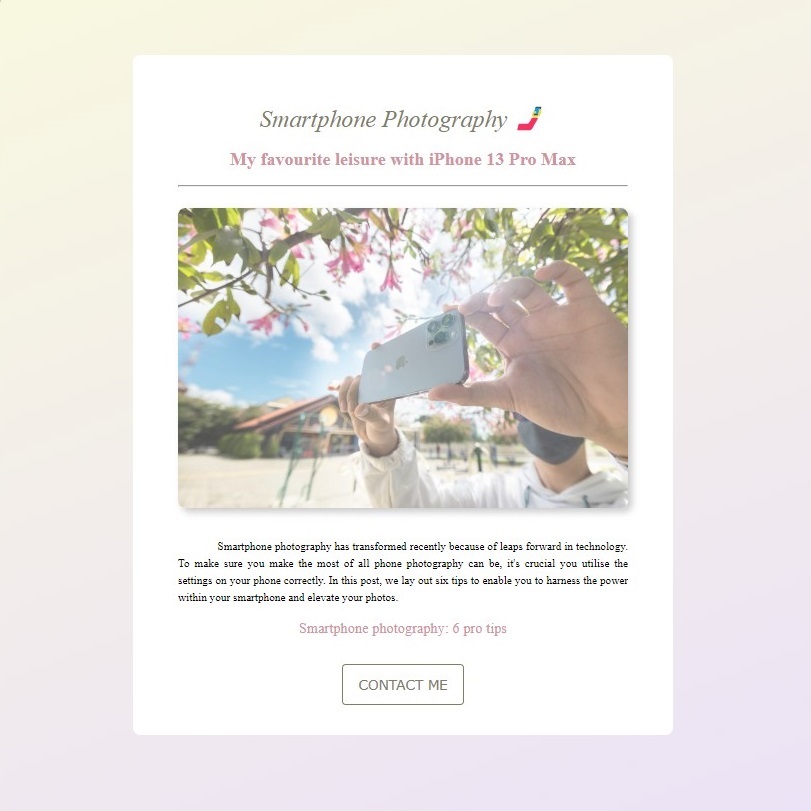 Smartphone Photography 🤳
My favourite leisure with iPhone 13 Pro Max
Smartphone photography has transformed recently because of leaps forward in technology.
To make sure you make the most of all phone photography can be, it's crucial you utilise the
settings on your phone correctly. In this post, we lay out six tips to enable you to harness the power
within your smartphone and elevate your photos.
Smartphone photography: 6 pro tips
CONTACT ME